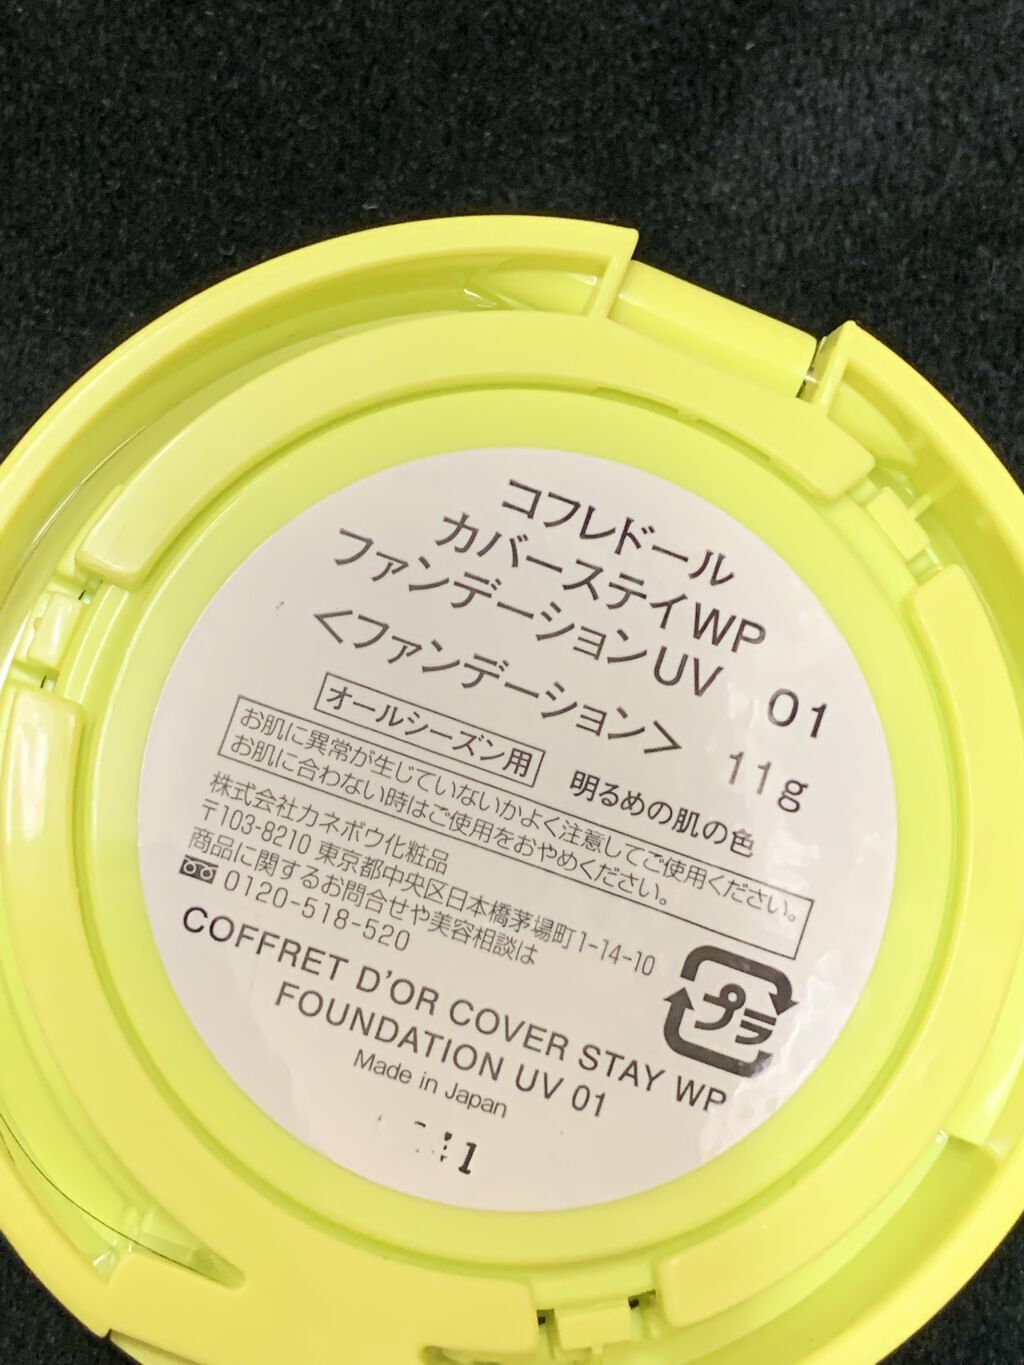 コフレドール
カバーステイWP
ファンデーションUV 01
<ファンデーション> 11g
オールシーズン用 明るめの肌の色
お肌に異常が生じていないかよく注意してご使用ください。
お肌に合わない時はご使用をおやめください。
株式会社カネボウ化粧品
〒103-8210 東京都中央区日本橋茅場町1-14-10
商品に関するお問合せや美容相談は
0120-518-520
プラ
COFFRET D'OR COVER STAY WP
FOUNDATION UV 01
Made in Japan